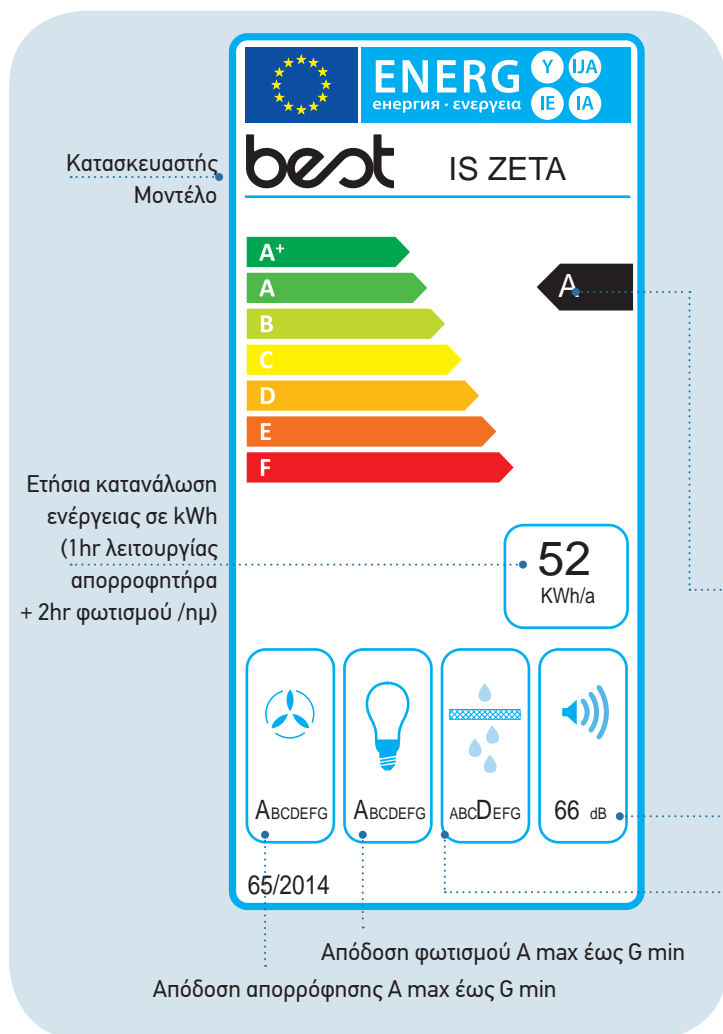 ENERG Y IJA
енергия · ενεργεια IE IA
Κατασκευαστής
Μοντέλο
best IS ZETA
A+
A
A
B
C
D
E
F
Ετήσια κατανάλωση
ενέργειας σε kWh
(1hr λειτουργίας
απορροφητήρα
+ 2hr φωτισμού /ημ)
52
KWh/a
ABCDEFG
ABCDEFG
ABCDEFG
66 dB
65/2014
Απόδοση φωτισμού A max έως G min
Απόδοση απορρόφησης A max έως G min